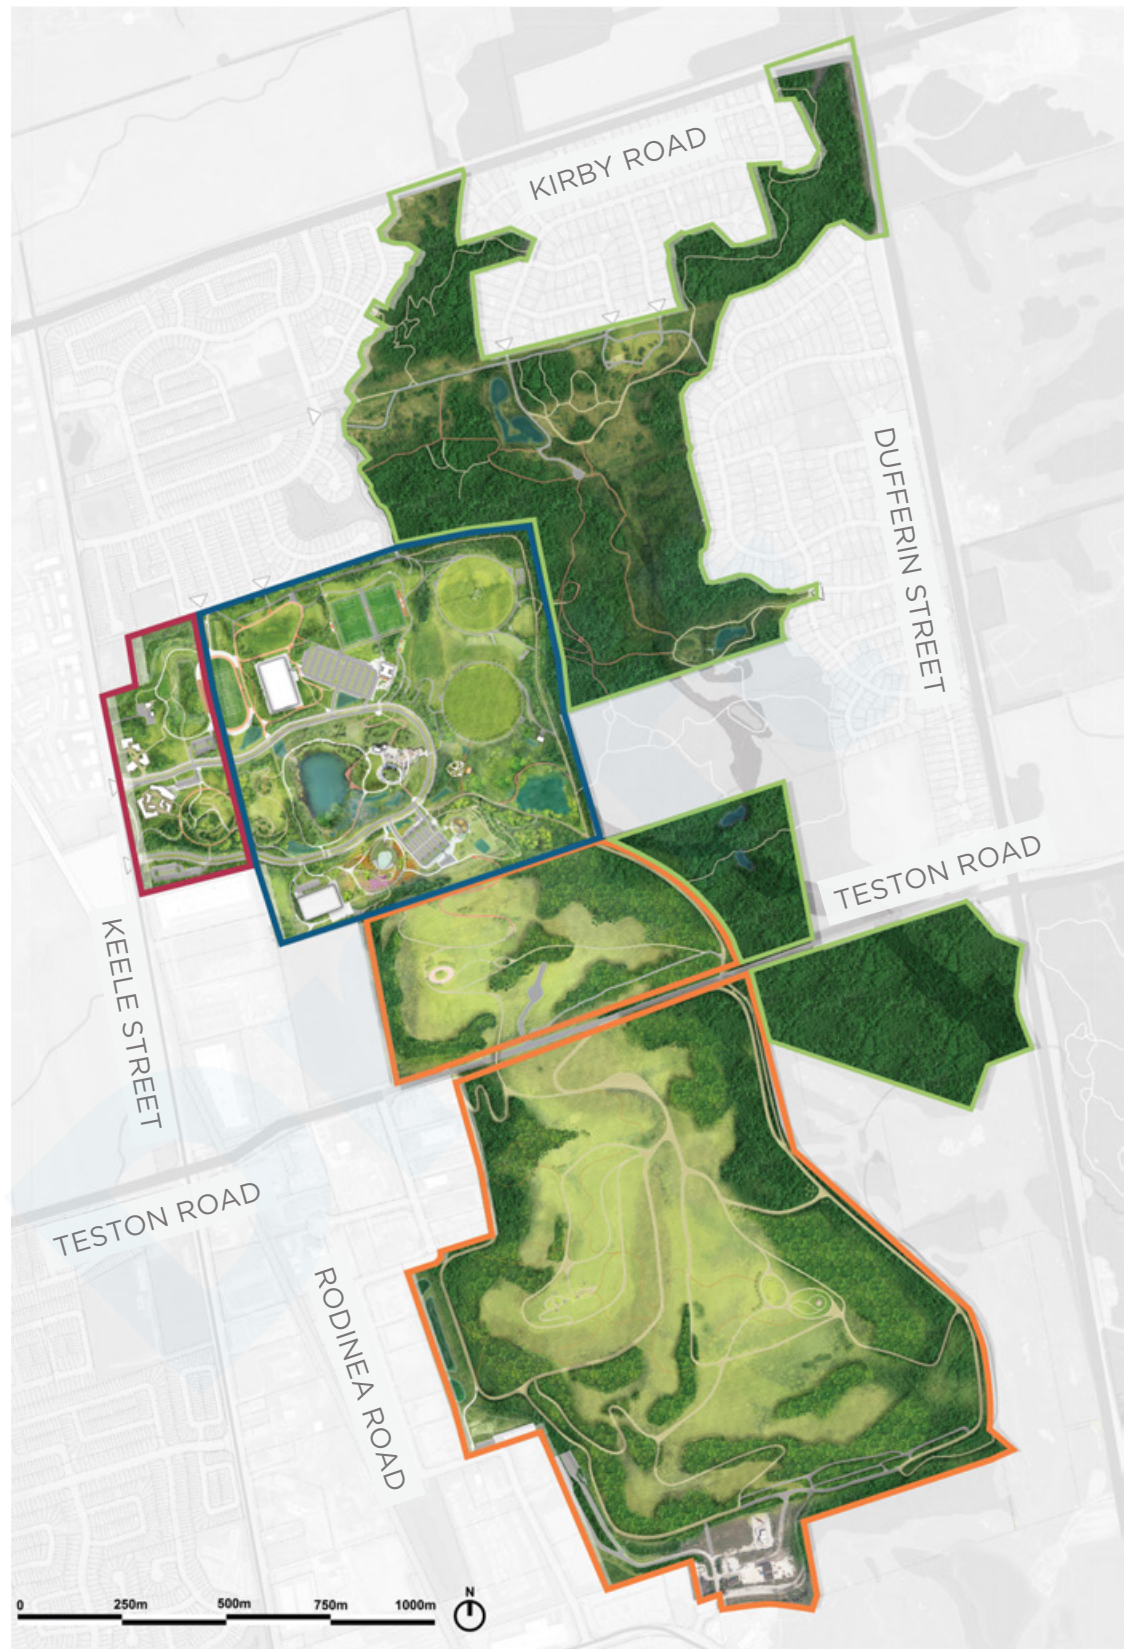 KIRBY ROAD
DUFFERIN STREET
TESTON ROAD
KEELE STREET
TESTON ROAD
RODINEA ROAD
0 250m 500m 750m 1000m
N